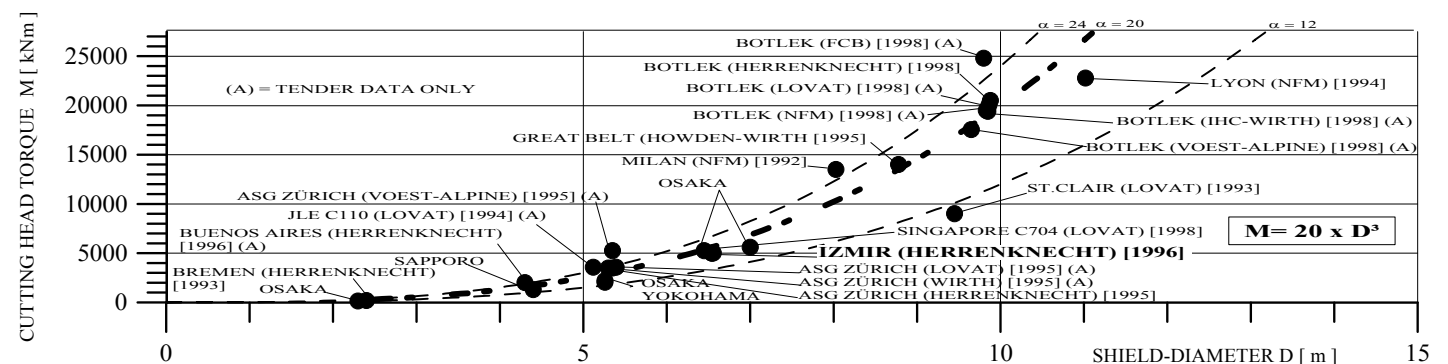 α = 24
α = 20
α = 12
CUTTING HEAD TORQUE M [ kNm ]
25000
20000
15000
10000
5000
0
(A) = TENDER DATA ONLY
BOTLEK (FCB) [1998] (A)
BOTLEK (HERRENKNECHT) [1998]
BOTLEK (LOVAT) [1998] (A)
BOTLEK (NFM) [1998] (A)
GREAT BELT (HOWDEN-WIRTH [1995]
MILAN (NFM) [1992]
OSAKA
ASG ZÜRICH (VOEST-ALPINE) [1995] (A)
JLE C110 (LOVAT) [1994] (A)
BUENOS AIRES (HERRENKNECHT)
[1996] (A)
SAPPORO
BREMEN (HERRENKNECHT)
[1993]
OSAKA
LYON (NFM) [1994]
BOTLEK (IHC-WIRTH) [1998] (A)
BOTLEK (VOEST-ALPINE) [1998] (A)
ST.CLAIR (LOVAT) [1993]
M= 20 x D³
SINGAPORE C704 (LOVAT) [1998]
İZMIR (HERRENKNECHT) [1996]
ASG ZÜRICH (LOVAT) [1995] (A)
OSAKA
ASG ZÜRICH (WIRTH) [1995] (A)
YOKOHAMA
ASG ZÜRICH (HERRENKNECHT) [1995]
0
5
10
15
SHIELD-DIAMETER D [ m ]